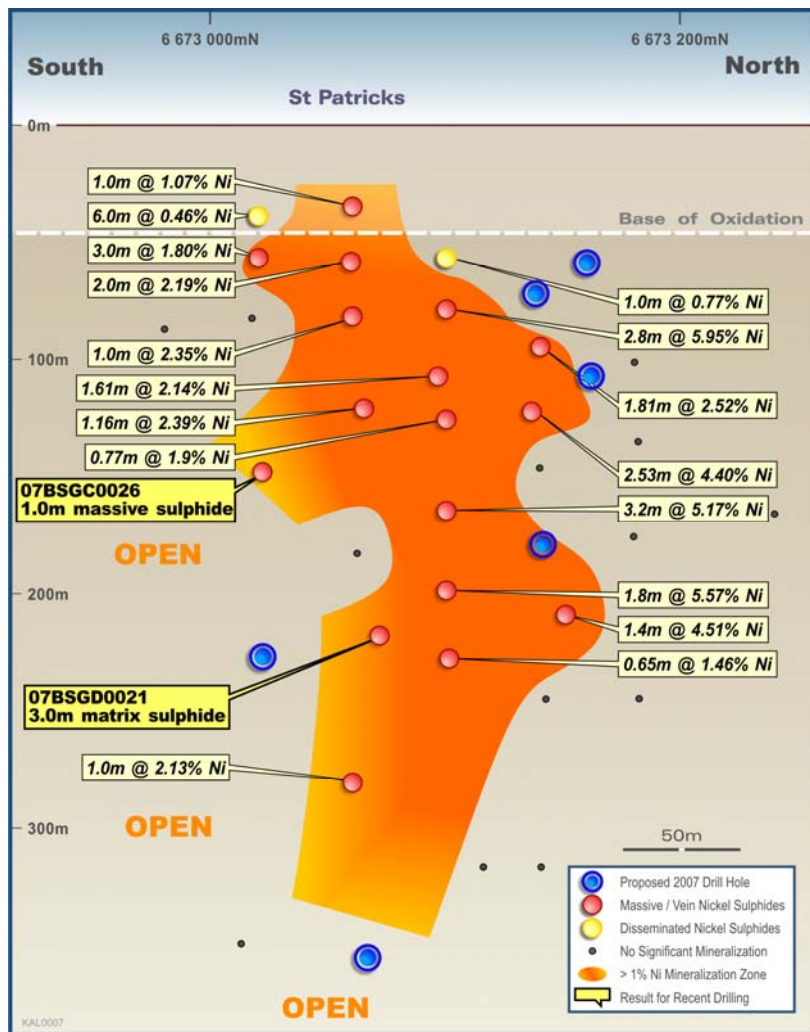 6 673 000mN
6 673 200mN
South
North
St Patricks
0m
1.0m @ 1.07% Ni
6.0m @ 0.46% Ni
Base of Oxidation
3.0m @ 1.80% Ni
2.0m @ 2.19% Ni
1.0m @ 0.77% Ni
2.8m @ 5.95% Ni
1.0m @ 2.35% Ni
100m
1.61m @ 2.14% Ni
1.81m @ 2.52% Ni
1.16m @ 2.39% Ni
0.77m @ 1.9% Ni
2.53m @ 4.40% Ni
07BSGC0026
1.0m massive sulphide
3.2m @ 5.17% Ni
OPEN
200m
1.8m @ 5.57% Ni
1.4m @ 4.51% Ni
0.65m @ 1.46% Ni
07BSGD0021
3.0m matrix sulphide
1.0m @ 2.13% Ni
OPEN
300m
50m
Proposed 2007 Drill Hole
Massive / Vein Nickel Sulphides
Disseminated Nickel Sulphides
No Significant Mineralization
> 1% Ni Mineralization Zone
Result for Recent Drilling
OPEN
KAL0007